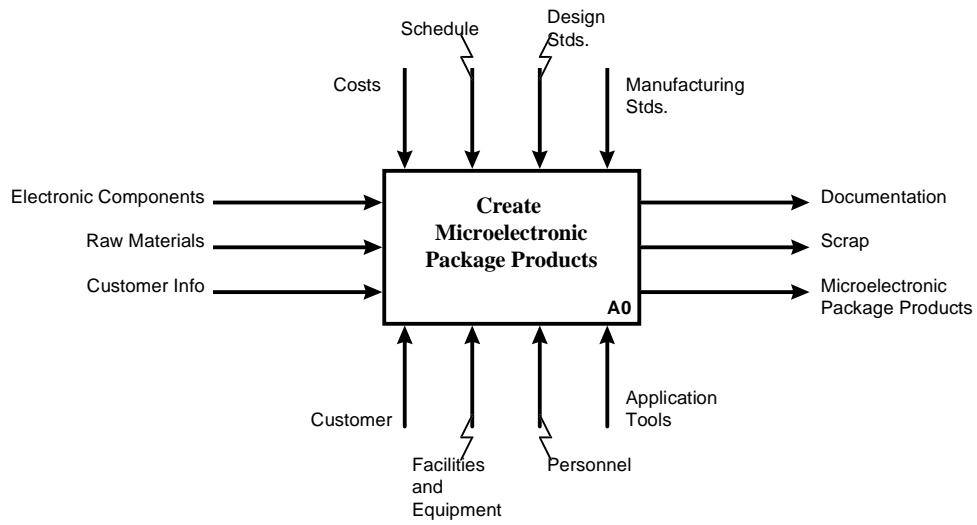 Schedule
Design
Stds.
Costs
Manufacturing
Stds.
Electronic Components
Raw Materials
Customer Info
Create
Microelectronic
Package Products
A0
Documentation
Scrap
Microelectronic
Package Products
Customer
Facilities
and
Equipment
Personnel
Application
Tools